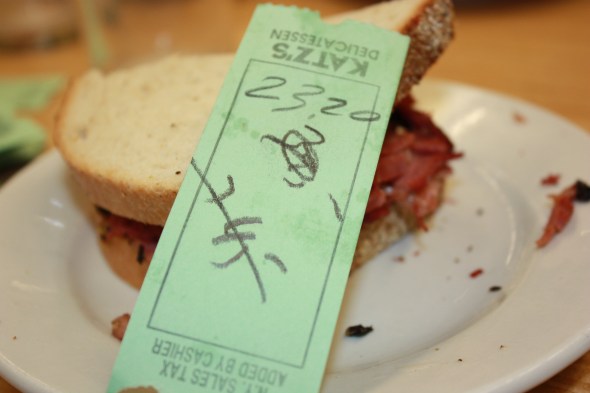 KATZ'S
DELICATESSEN
23.20
N.Y. SALES TAX
ADDED BY CASHIER